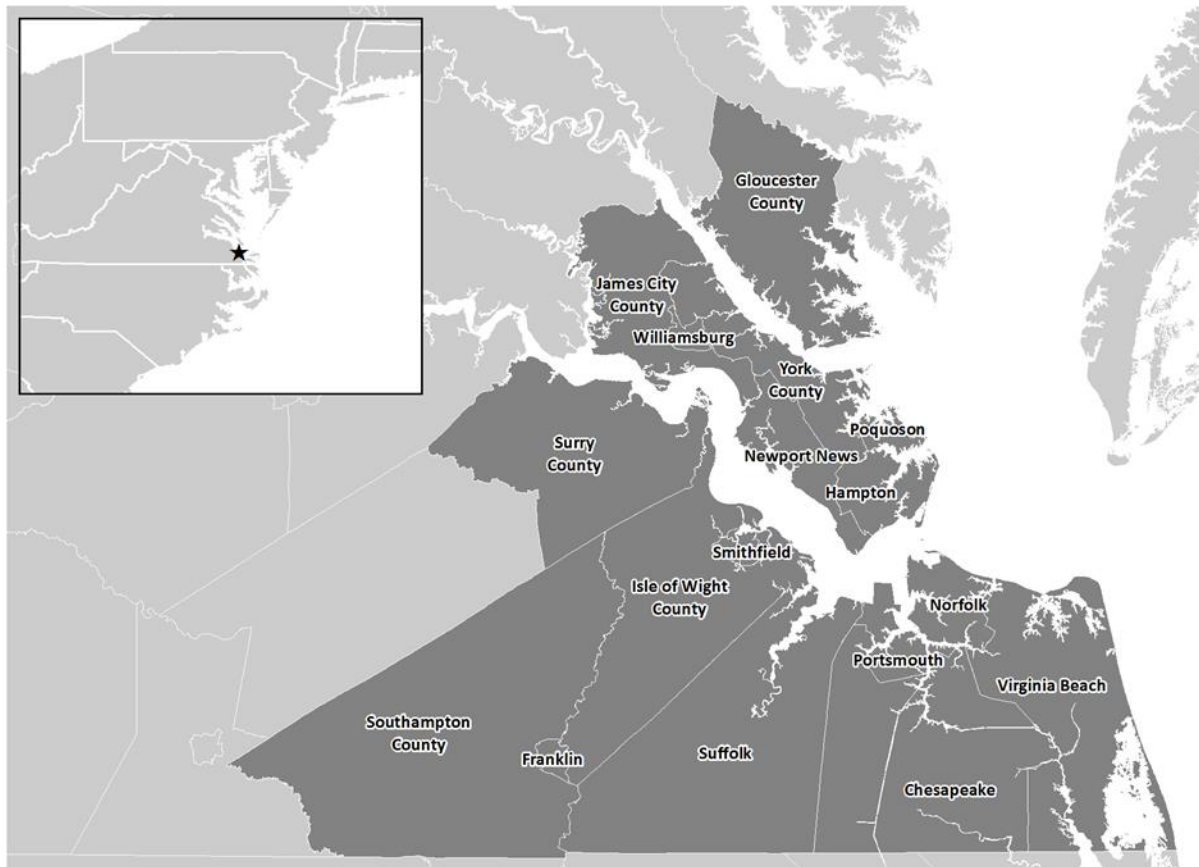 Gloucester
County
James City
County
Williamsburg
York
County
Poquoson
Newport News
Hampton
Surry
County
Smithfield
Isle of Wight
County
Norfolk
Portsmouth
Virginia Beach
Southampton
County
Franklin
Suffolk
Chesapeake